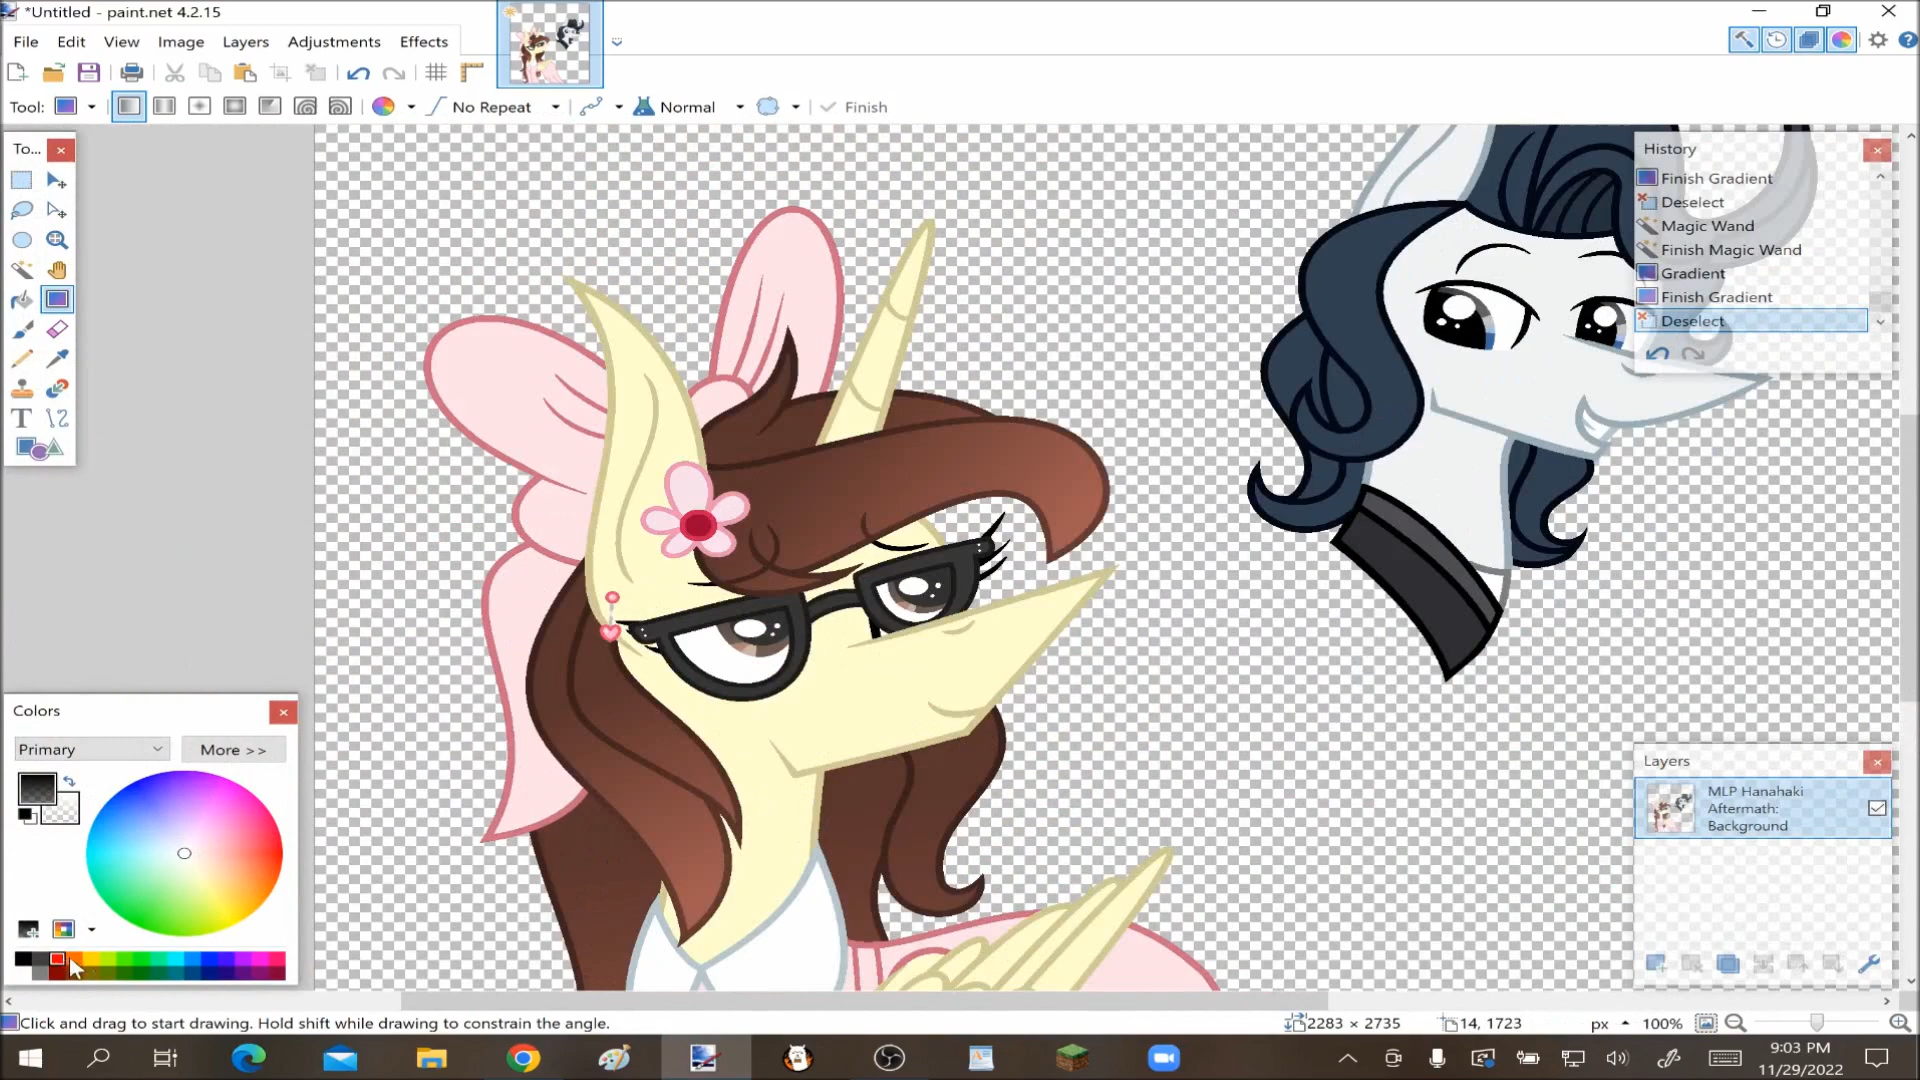 *Untitled - paint.net 4.2.15
File Edit View Image Layers Adjustments Effects
Tool: No Repeat Normal Finish
To...
History
Finish Gradient
Deselect
Magic Wand
Finish Magic Wand
Gradient
Finish Gradient
Deselect
Colors
Primary
More >>
Layers
MLP Hanahaki
Aftermath:
Background
Click and drag to start drawing. Hold shift while drawing to constrain the angle.
2283 × 2735
14, 1723
px
100%
9:03 PM
11/29/2022